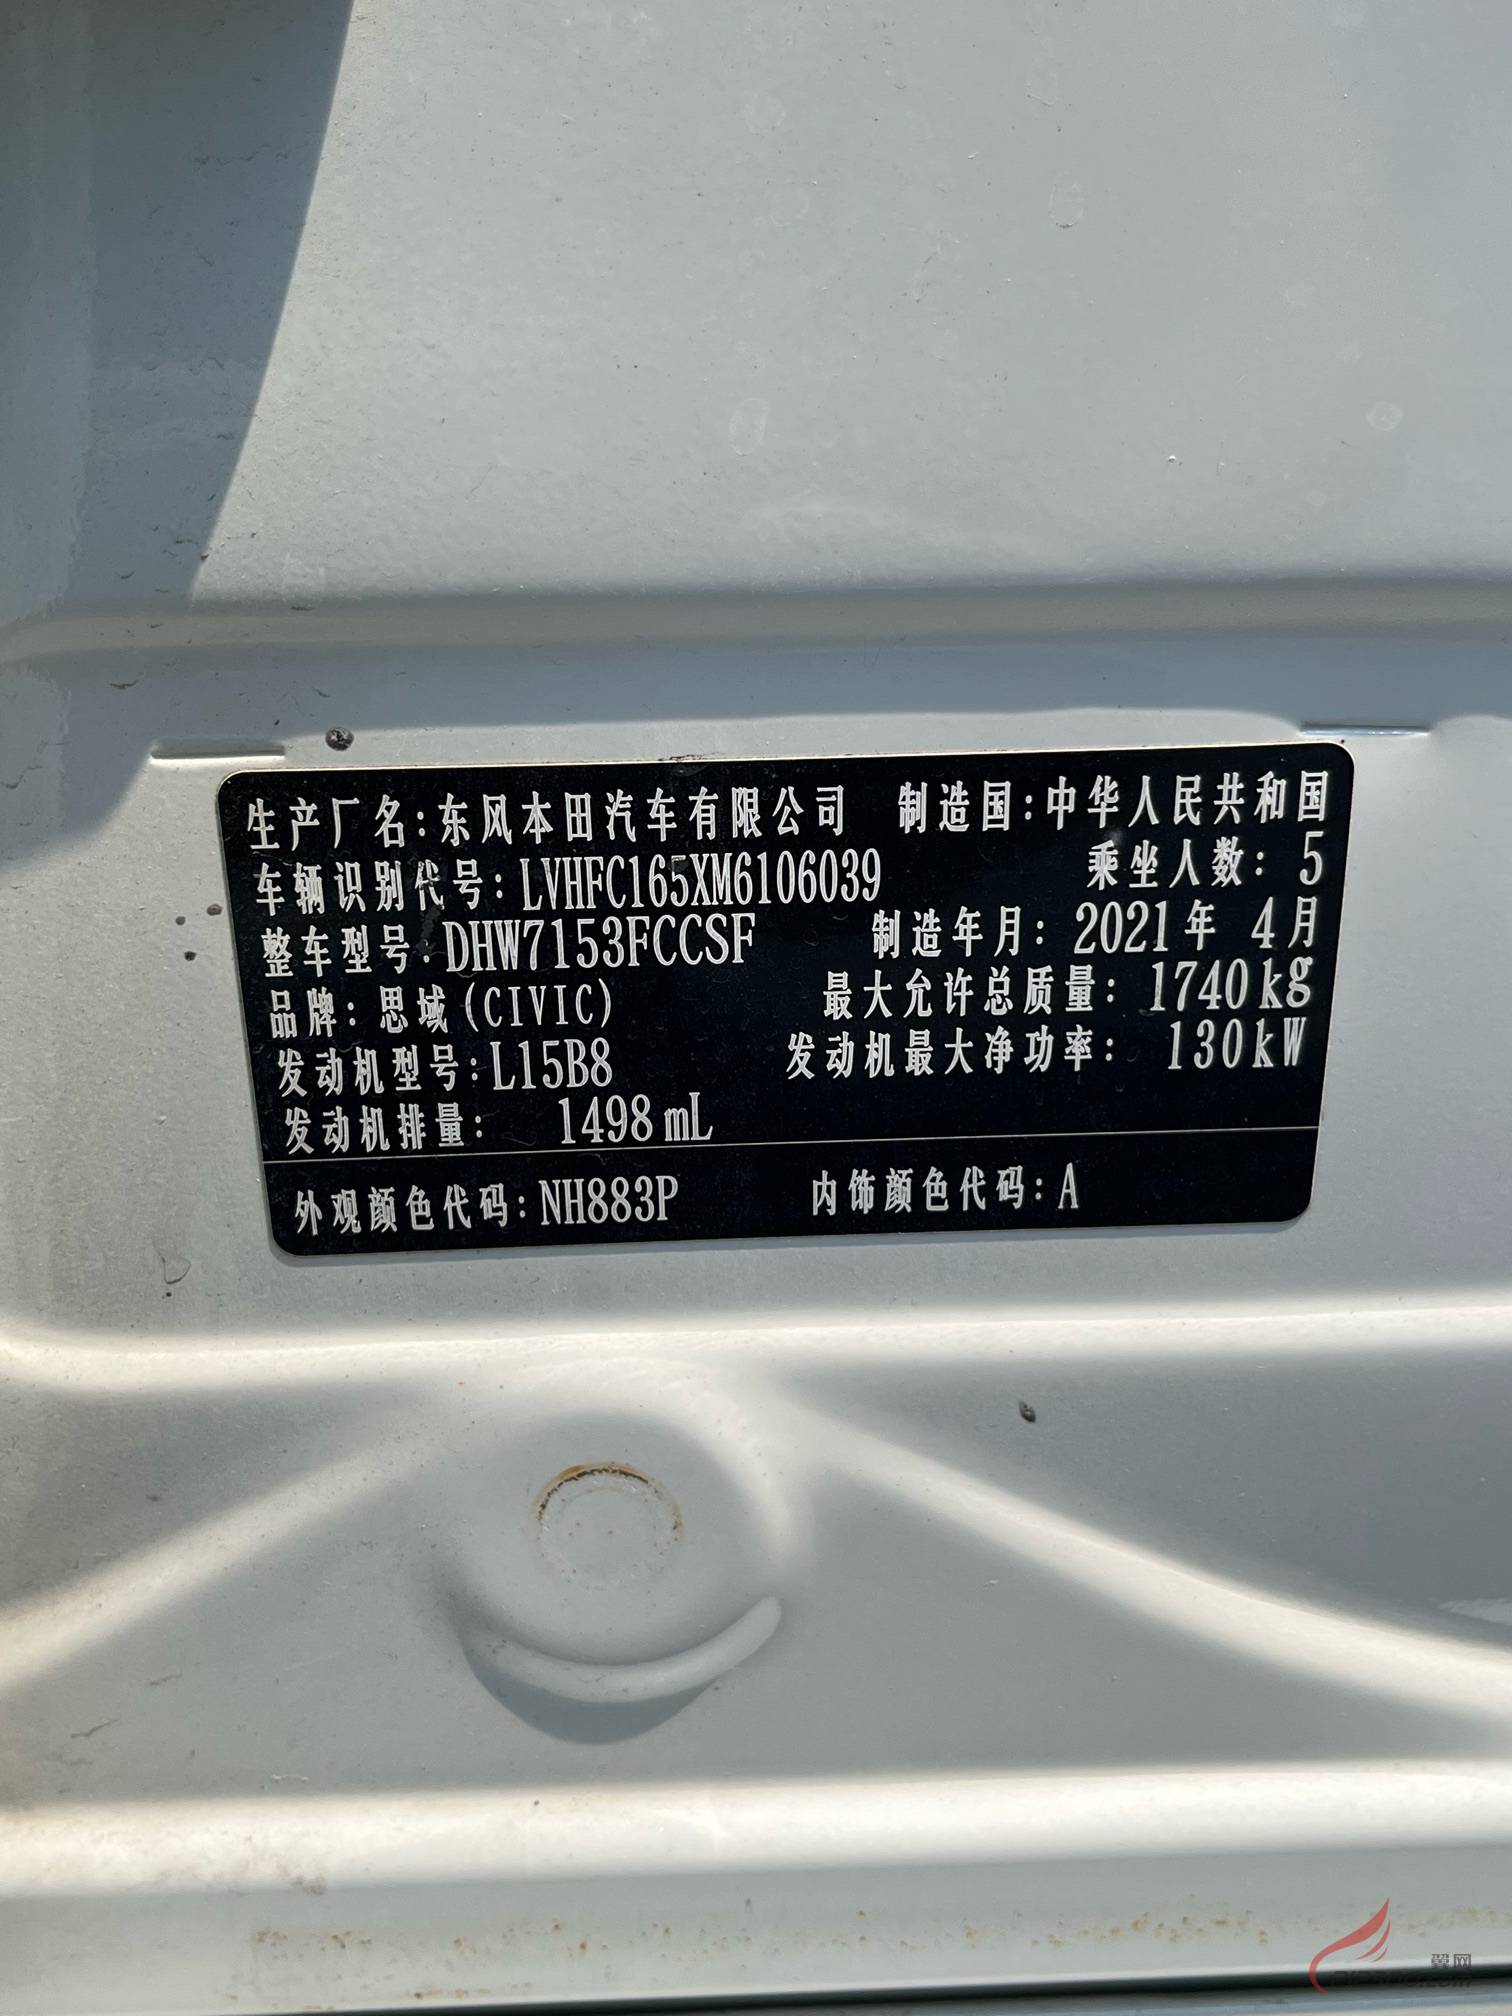 生产厂名:东风本田汽车有限公司 制造国:中华人民共和国
车辆识别代号:LVHFC165XM6106039 乘坐人数: 5
整车型号:DHW7153FCCSF 制造年月: 2021年 4月
品牌: 思域(CIVIC) 最大允许总质量: 1740kg
发动机型号:L15B8 发动机最大净功率: 130kW
发动机排量: 1498mL
外观颜色代码:NH883P 内饰颜色代码:A
翼网